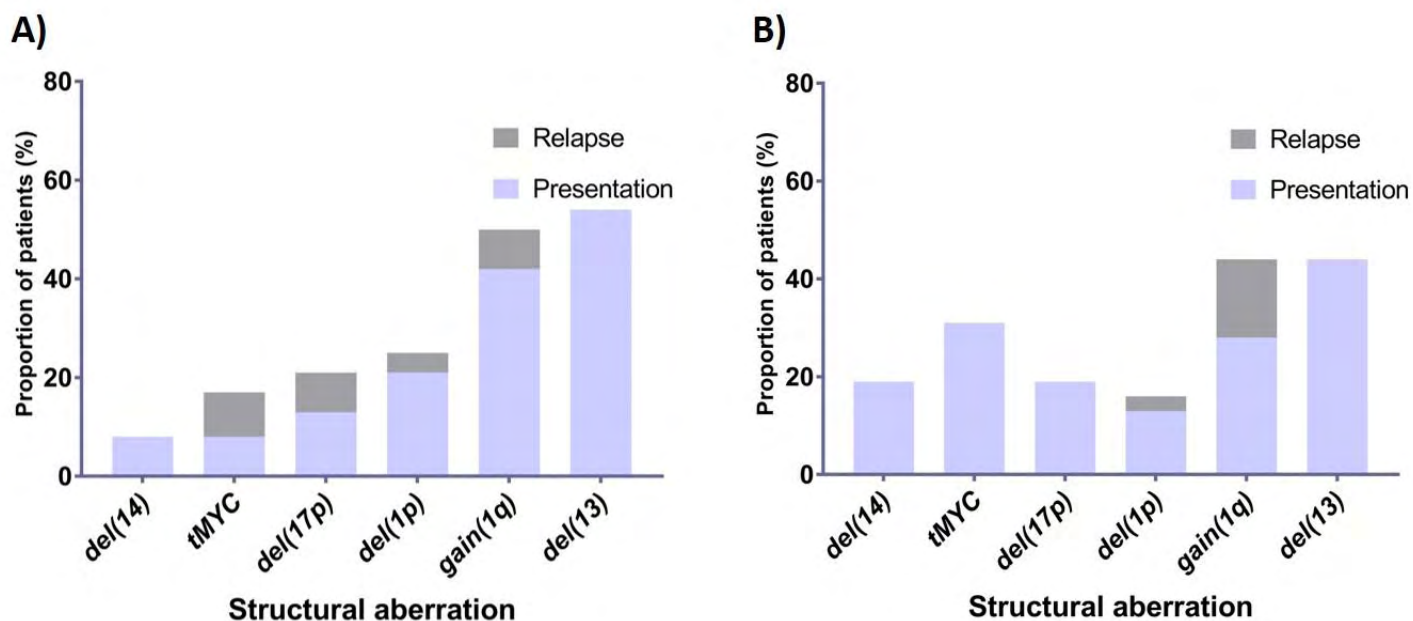 A)
80
60
40
20
0
Proportion of patients (%)
Relapse
Presentation
del(14)
tMYC
del(17p)
del(1p)
gain(1q)
del(13)
Structural aberration
B)
80
60
40
20
0
Proportion of patients (%)
Relapse
Presentation
del(14)
tMYC
del(17p)
del(1p)
gain(1q)
del(13)
Structural aberration